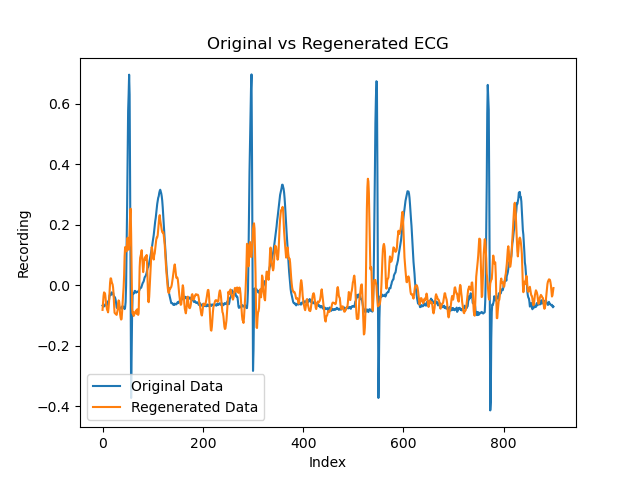 Original vs Regenerated ECG
Recording
0.6
0.4
0.2
0.0
−0.2
−0.4
Original Data
Regenerated Data
0
200
400
600
800
Index